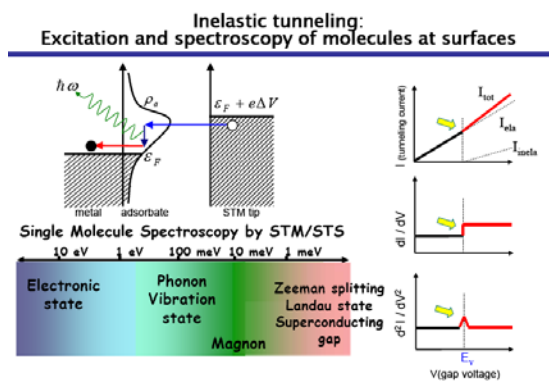 Inelastic tunneling:
Excitation and spectroscopy of molecules at surfaces
ħω
ρa
εF + eΔV
εF
metal adsorbate STM tip
Single Molecule Spectroscopy by STM/STS
10 eV 1 eV 100 meV 10 meV 1 meV
Electronic
state
Phonon
Vibration
state
Magnon
Zeeman splitting
Landau state
Superconducting
gap
I (tunneling current)
Itot
Iela
Iinela
dI / dV
d²I / dV²
Ev
V(gap voltage)